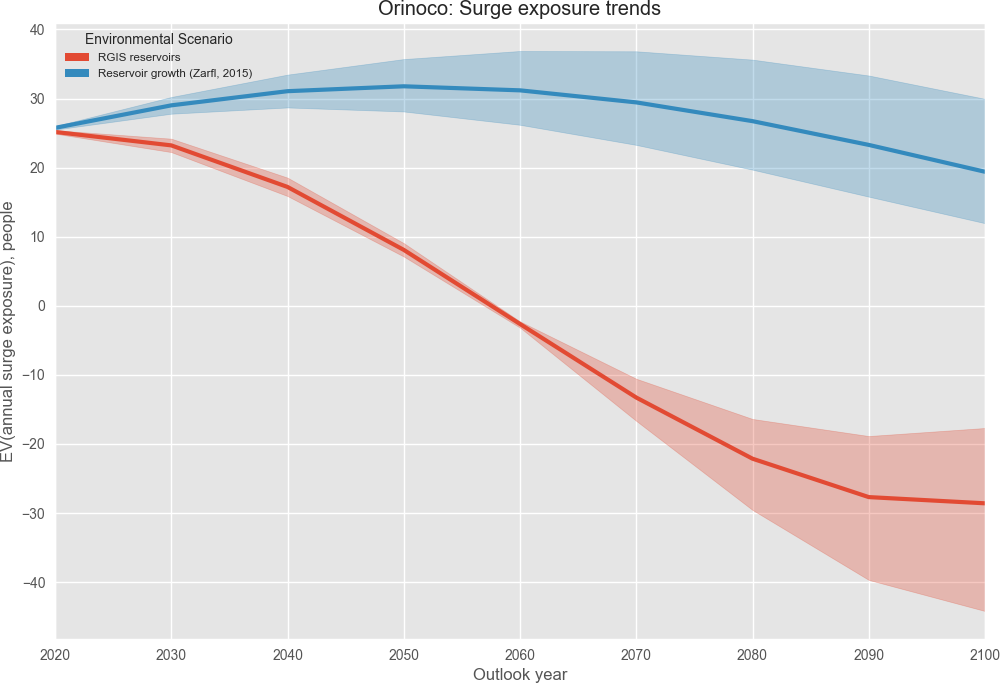 Orinoco: Surge exposure trends
Environmental Scenario
RGIS reservoirs
Reservoir growth (Zarfl, 2015)
EV(annual surge exposure), people
40
30
20
10
0
−10
−20
−30
−40
2020 2030 2040 2050 2060 2070 2080 2090 2100
Outlook year